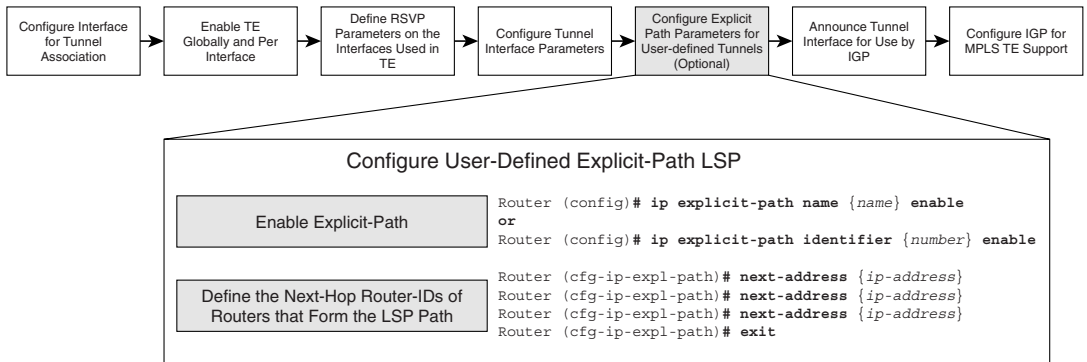 Configure Interface
for Tunnel
Association
Enable TE
Globally and Per
Interface
Define RSVP
Parameters on the
Interfaces Used in
TE
Configure Tunnel
Interface Parameters
Configure Explicit
Path Parameters for
User-defined Tunnels
(Optional)
Announce Tunnel
Interface for Use by
IGP
Configure IGP for
MPLS TE Support
Configure User-Defined Explicit-Path LSP
Enable Explicit-Path
Router (config)# ip explicit-path name {name} enable
or
Router (config)# ip explicit-path identifier {number} enable
Define the Next-Hop Router-IDs of
Routers that Form the LSP Path
Router (cfg-ip-expl-path)# next-address {ip-address}
Router (cfg-ip-expl-path)# next-address {ip-address}
Router (cfg-ip-expl-path)# next-address {ip-address}
Router (cfg-ip-expl-path)# exit